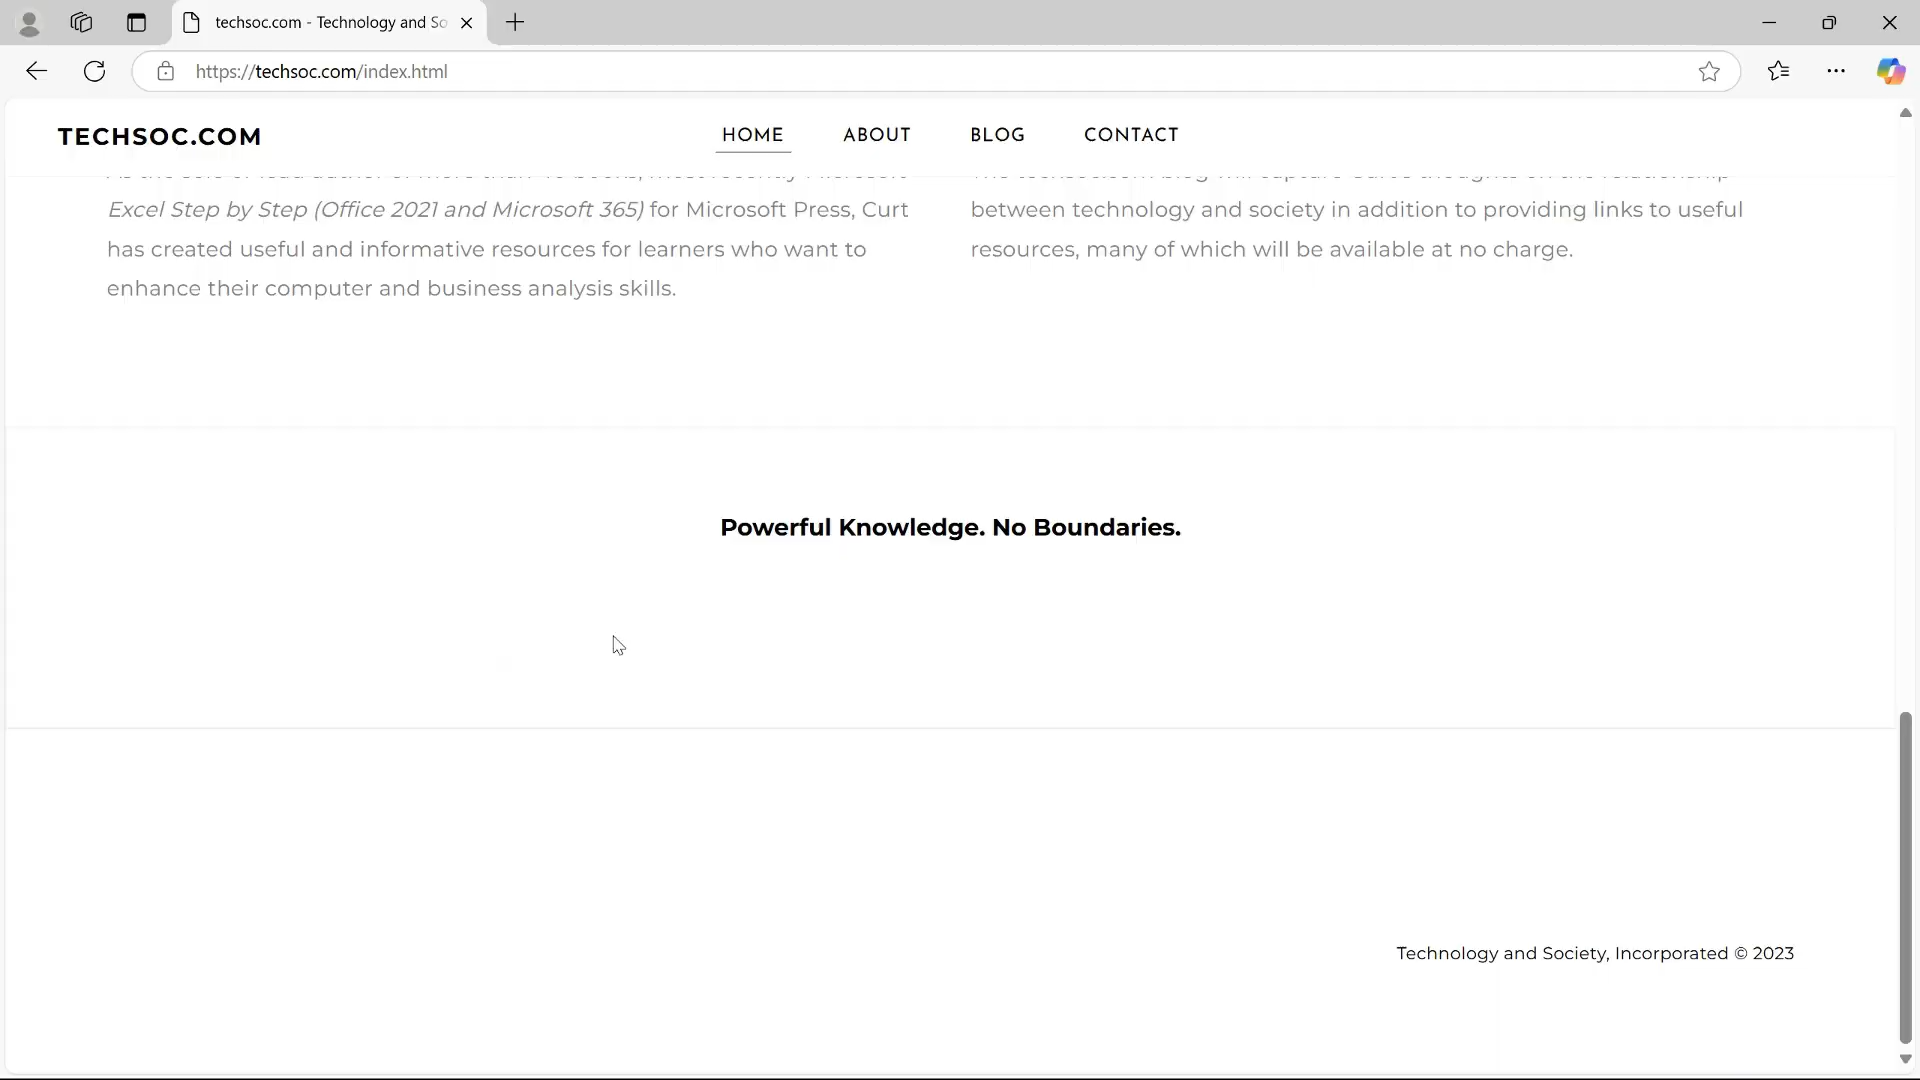 techsoc.com - Technology and So
https://techsoc.com/index.html
TECHSOC.COM
HOME
ABOUT
BLOG
CONTACT
Excel Step by Step (Office 2021 and Microsoft 365) for Microsoft Press, Curt
has created useful and informative resources for learners who want to
enhance their computer and business analysis skills.
between technology and society in addition to providing links to useful
resources, many of which will be available at no charge.
Powerful Knowledge. No Boundaries.
Technology and Society, Incorporated © 2023